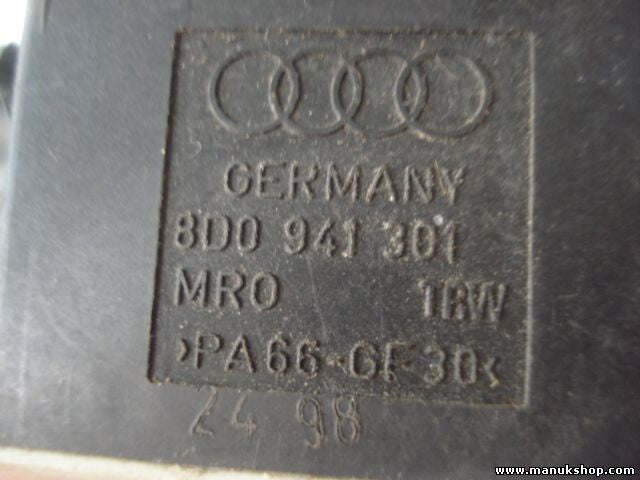 GERMANY
8D0 941 301
MRO TRW
>PA66-GF30<
24 98
www.manukshop.com